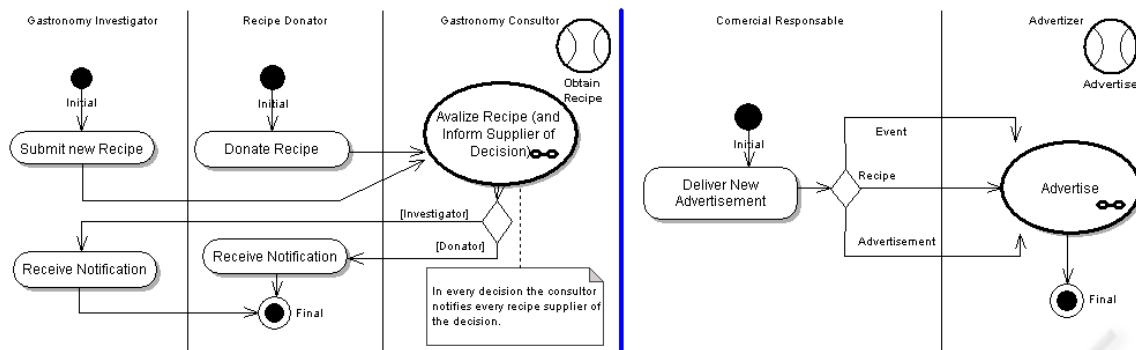 Gastronomy Investigator
Recipe Donator
Gastronomy Consultor
Comercial Responsable
Advertizer
Obtain
Recipe
Advertise
Initial
Initial
Initial
Submit new Recipe
Donate Recipe
Avalize Recipe (and
Inform Supplier of
Decision)
Deliver New
Advertisement
Event
Recipe
Advertisement
Advertise
[Investigator]
[Donator]
Receive Notification
Receive Notification
In every decision the consultor
notifies every recipe supplier of
the decision.
Final
Final